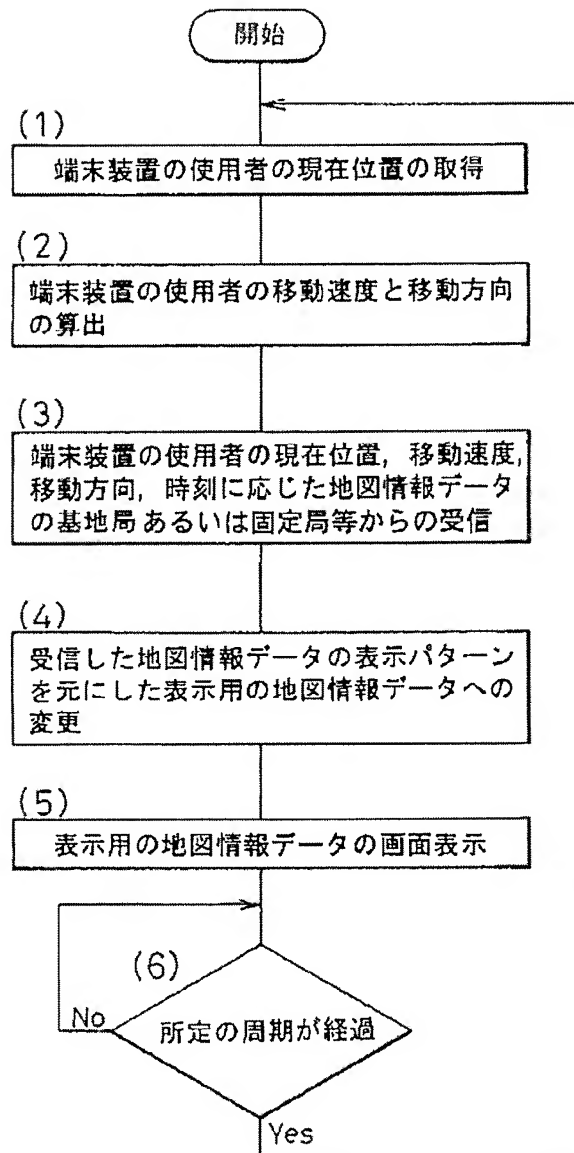 開始
(1)
端末装置の使用者の現在位置の取得
(2)
端末装置の使用者の移動速度と移動方向
の算出
(3)
端末装置の使用者の現在位置，移動速度，
移動方向，時刻に応じた地図情報データ
の基地局あるいは固定局等からの受信
(4)
受信した地図情報データの表示パターン
を元にした表示用の地図情報データへの
変更
(5)
表示用の地図情報データの画面表示
(6)
No
所定の周期が経過
Yes